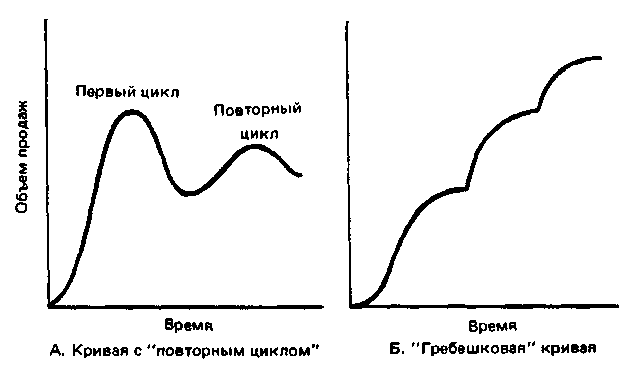 Объем продаж
Первый цикл
Повторный
цикл
Время
Время
А. Кривая с "повторным циклом"
Б. "Гребешковая" кривая